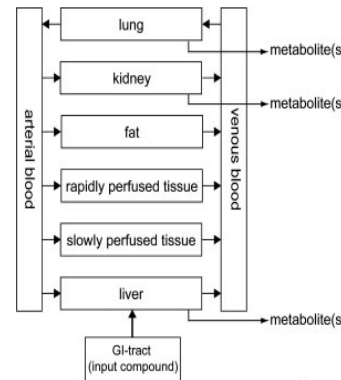 lung
metabolite(s
kidney
metabolite(s
fat
arterial blood
venous blood
rapidly perfused tissue
slowly perfused tissue
liver
metabolite(s
GI-tract
(input compound)